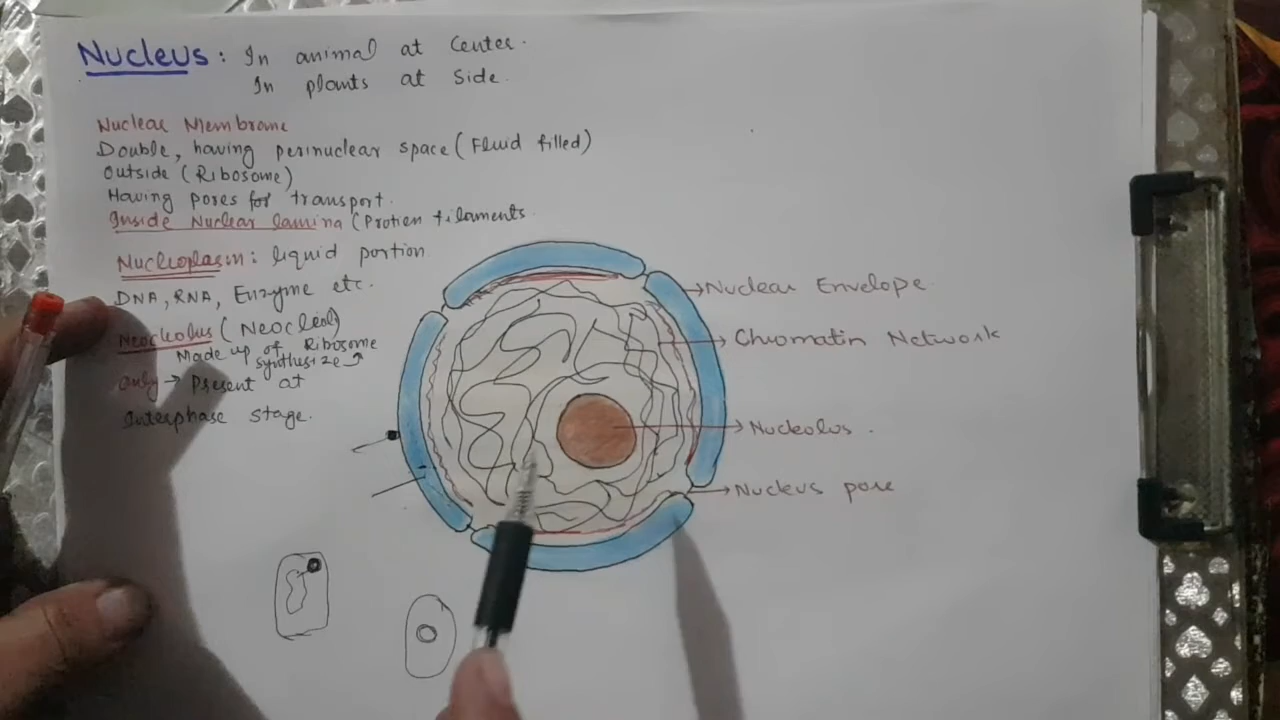 Nucleus: In animal at Center.
In plants at Side.
Nuclear Membrane
Double, having perinuclear space (Fluid filled)
Outside (Ribosome)
Having pores for transport.
Inside Nuclear lamina (Protien filaments.
Nucleoplasm: liquid portion
DNA, RNA, Enzyme etc.
Neocleolus (Neocleol)
Made up of Ribosome
synthesize
only → Present at
Interphase stage.
Nuclear Envelope.
Chromatin Network
Nucleolus.
Nucleus pore